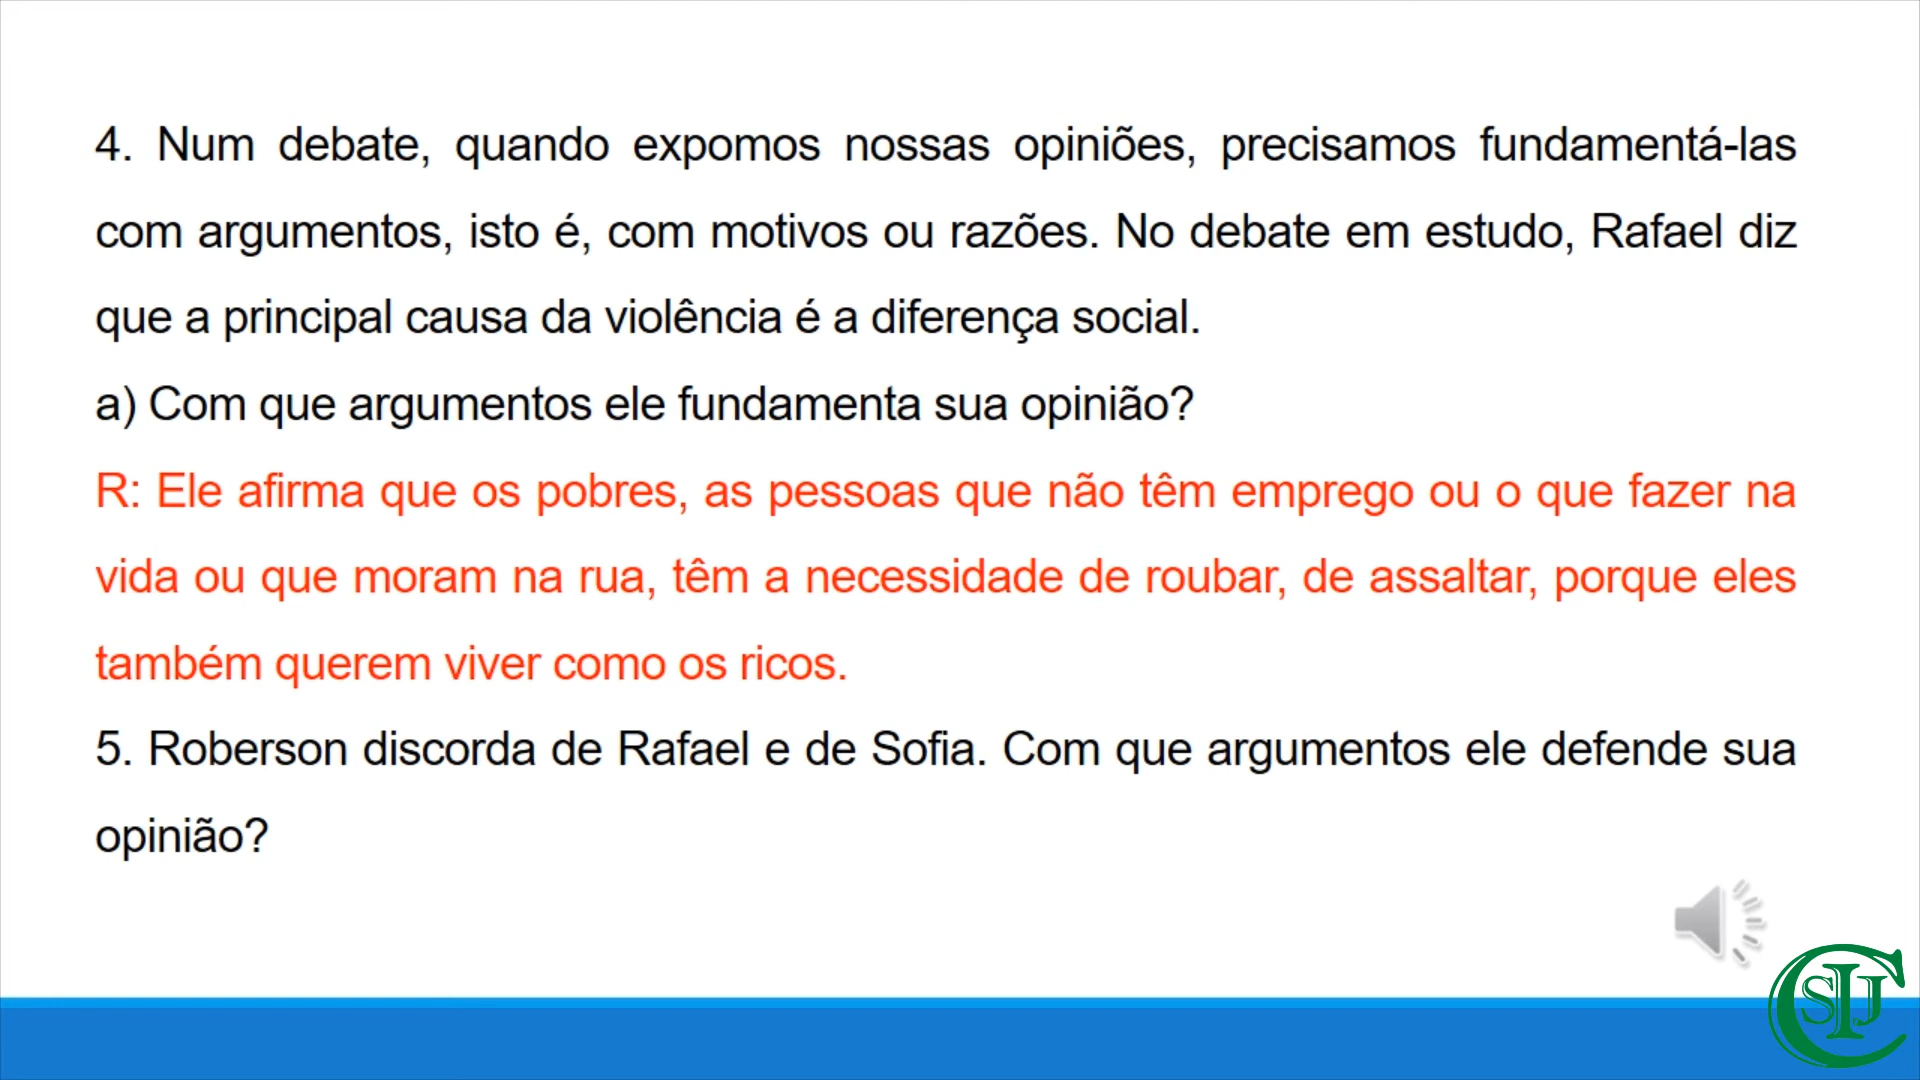 4. Num debate, quando expomos nossas opiniões, precisamos fundamentá-las
com argumentos, isto é, com motivos ou razões. No debate em estudo, Rafael diz
que a principal causa da violência é a diferença social.
a) Com que argumentos ele fundamenta sua opinião?
R: Ele afirma que os pobres, as pessoas que não têm emprego ou o que fazer na
vida ou que moram na rua, têm a necessidade de roubar, de assaltar, porque eles
também querem viver como os ricos.
5. Roberson discorda de Rafael e de Sofia. Com que argumentos ele defende sua
opinião?
CSIJ